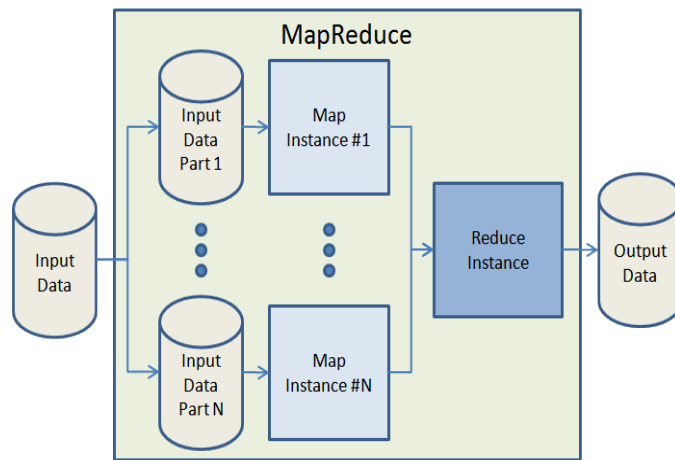 MapReduce
Input
Data
Part 1
Map
Instance #1
Input
Data
Reduce
Instance
Output
Data
Input
Data
Part N
Map
Instance #N